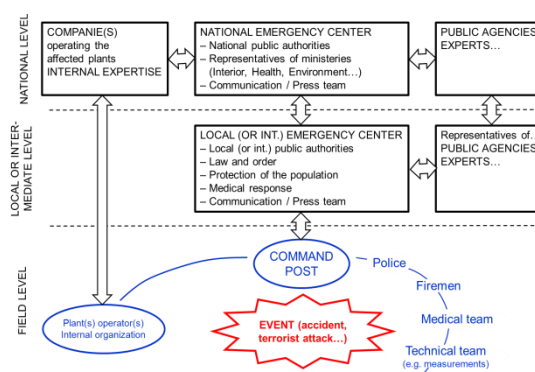 NATIONAL LEVEL
COMPANIE(S)
operating the
affected plants
INTERNAL EXPERTISE
NATIONAL EMERGENCY CENTER
– National public authorities
– Representatives of ministries
(Interior, Health, Environment…)
– Communication / Press team
PUBLIC AGENCIES
EXPERTS…
LOCAL OR INTER-
MEDIATE LEVEL
LOCAL (OR INT.) EMERGENCY CENTER
– Local (or int.) public authorities
– Law and order
– Protection of the population
– Medical response
– Communication / Press team
Representatives of…
PUBLIC AGENCIES
EXPERTS…
FIELD LEVEL
COMMAND
POST
Police
Firemen
Medical team
Technical team
(e.g. measurements)
Plant(s) operator(s)
Internal organization
EVENT (accident,
terrorist attack…)